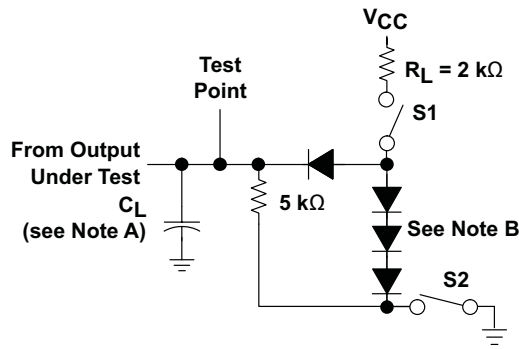 VCC
RL = 2 kΩ
Test
Point
S1
From Output
Under Test
CL
(see Note A)
5 kΩ
See Note B
S2